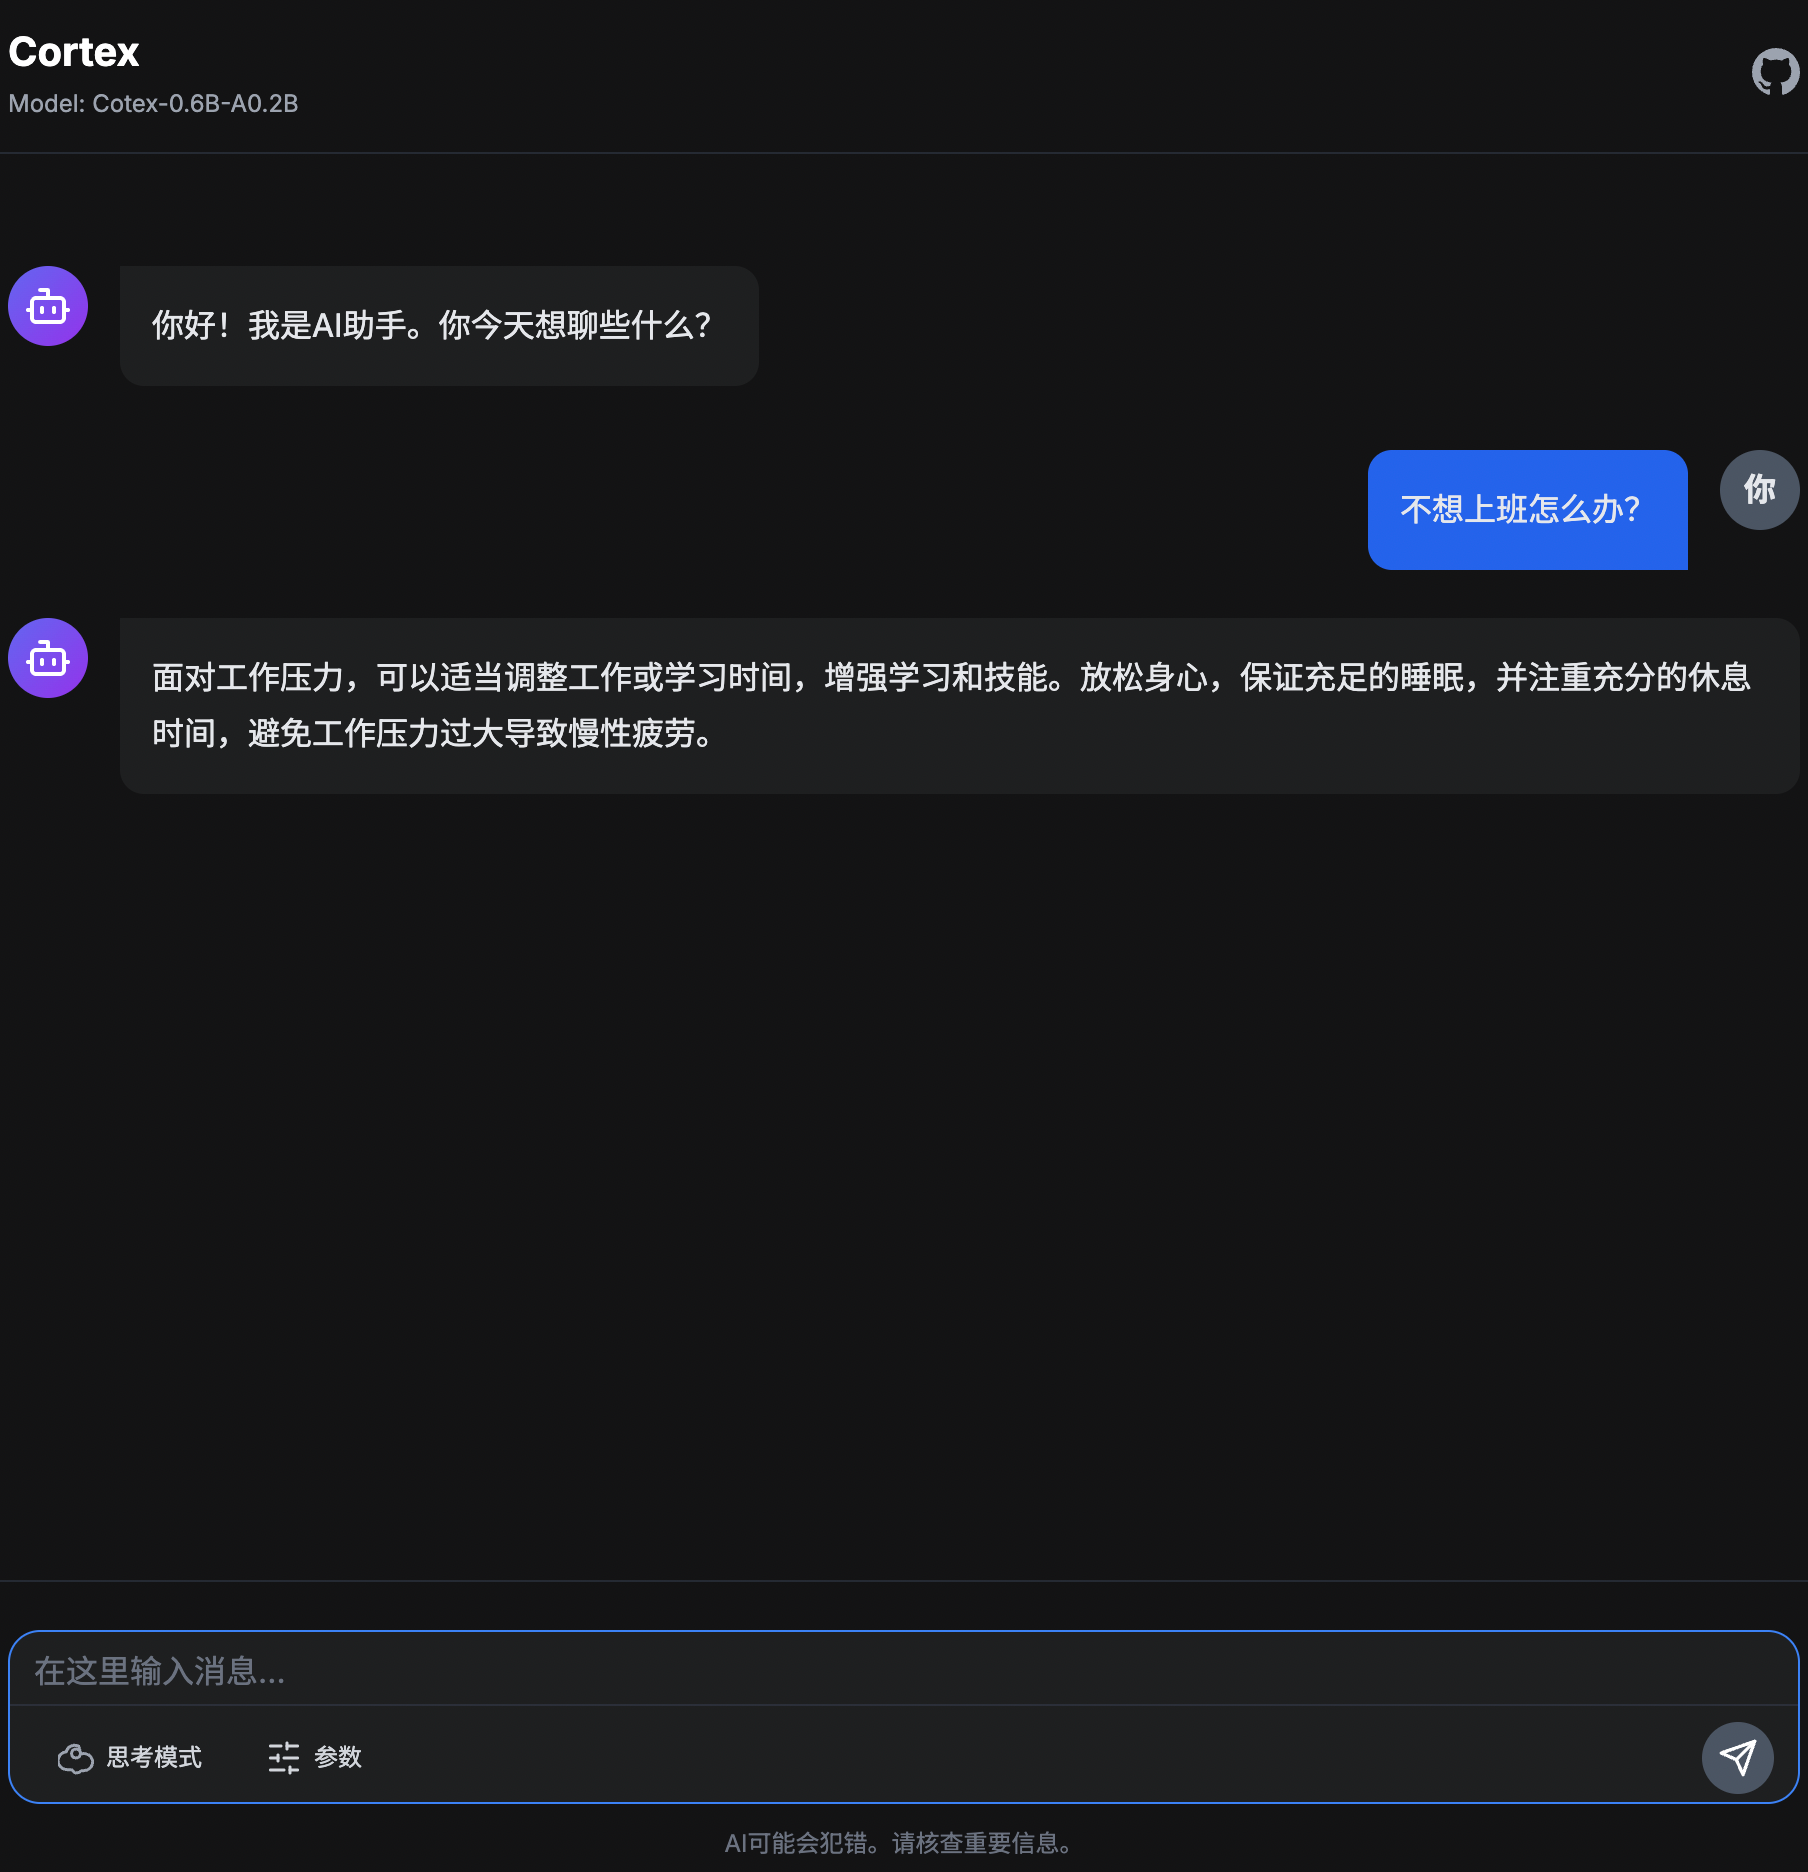 Cortex
Model: Cotex-0.6B-A0.2B
你好！我是AI助手。你今天想聊些什么？
你
不想上班怎么办？
面对工作压力，可以适当调整工作或学习时间，增强学习和技能。放松身心，保证充足的睡眠，并注重充分的休息
时间，避免工作压力过大导致慢性疲劳。
在这里输入消息...
思考模式
参数
AI可能会犯错。请核查重要信息。